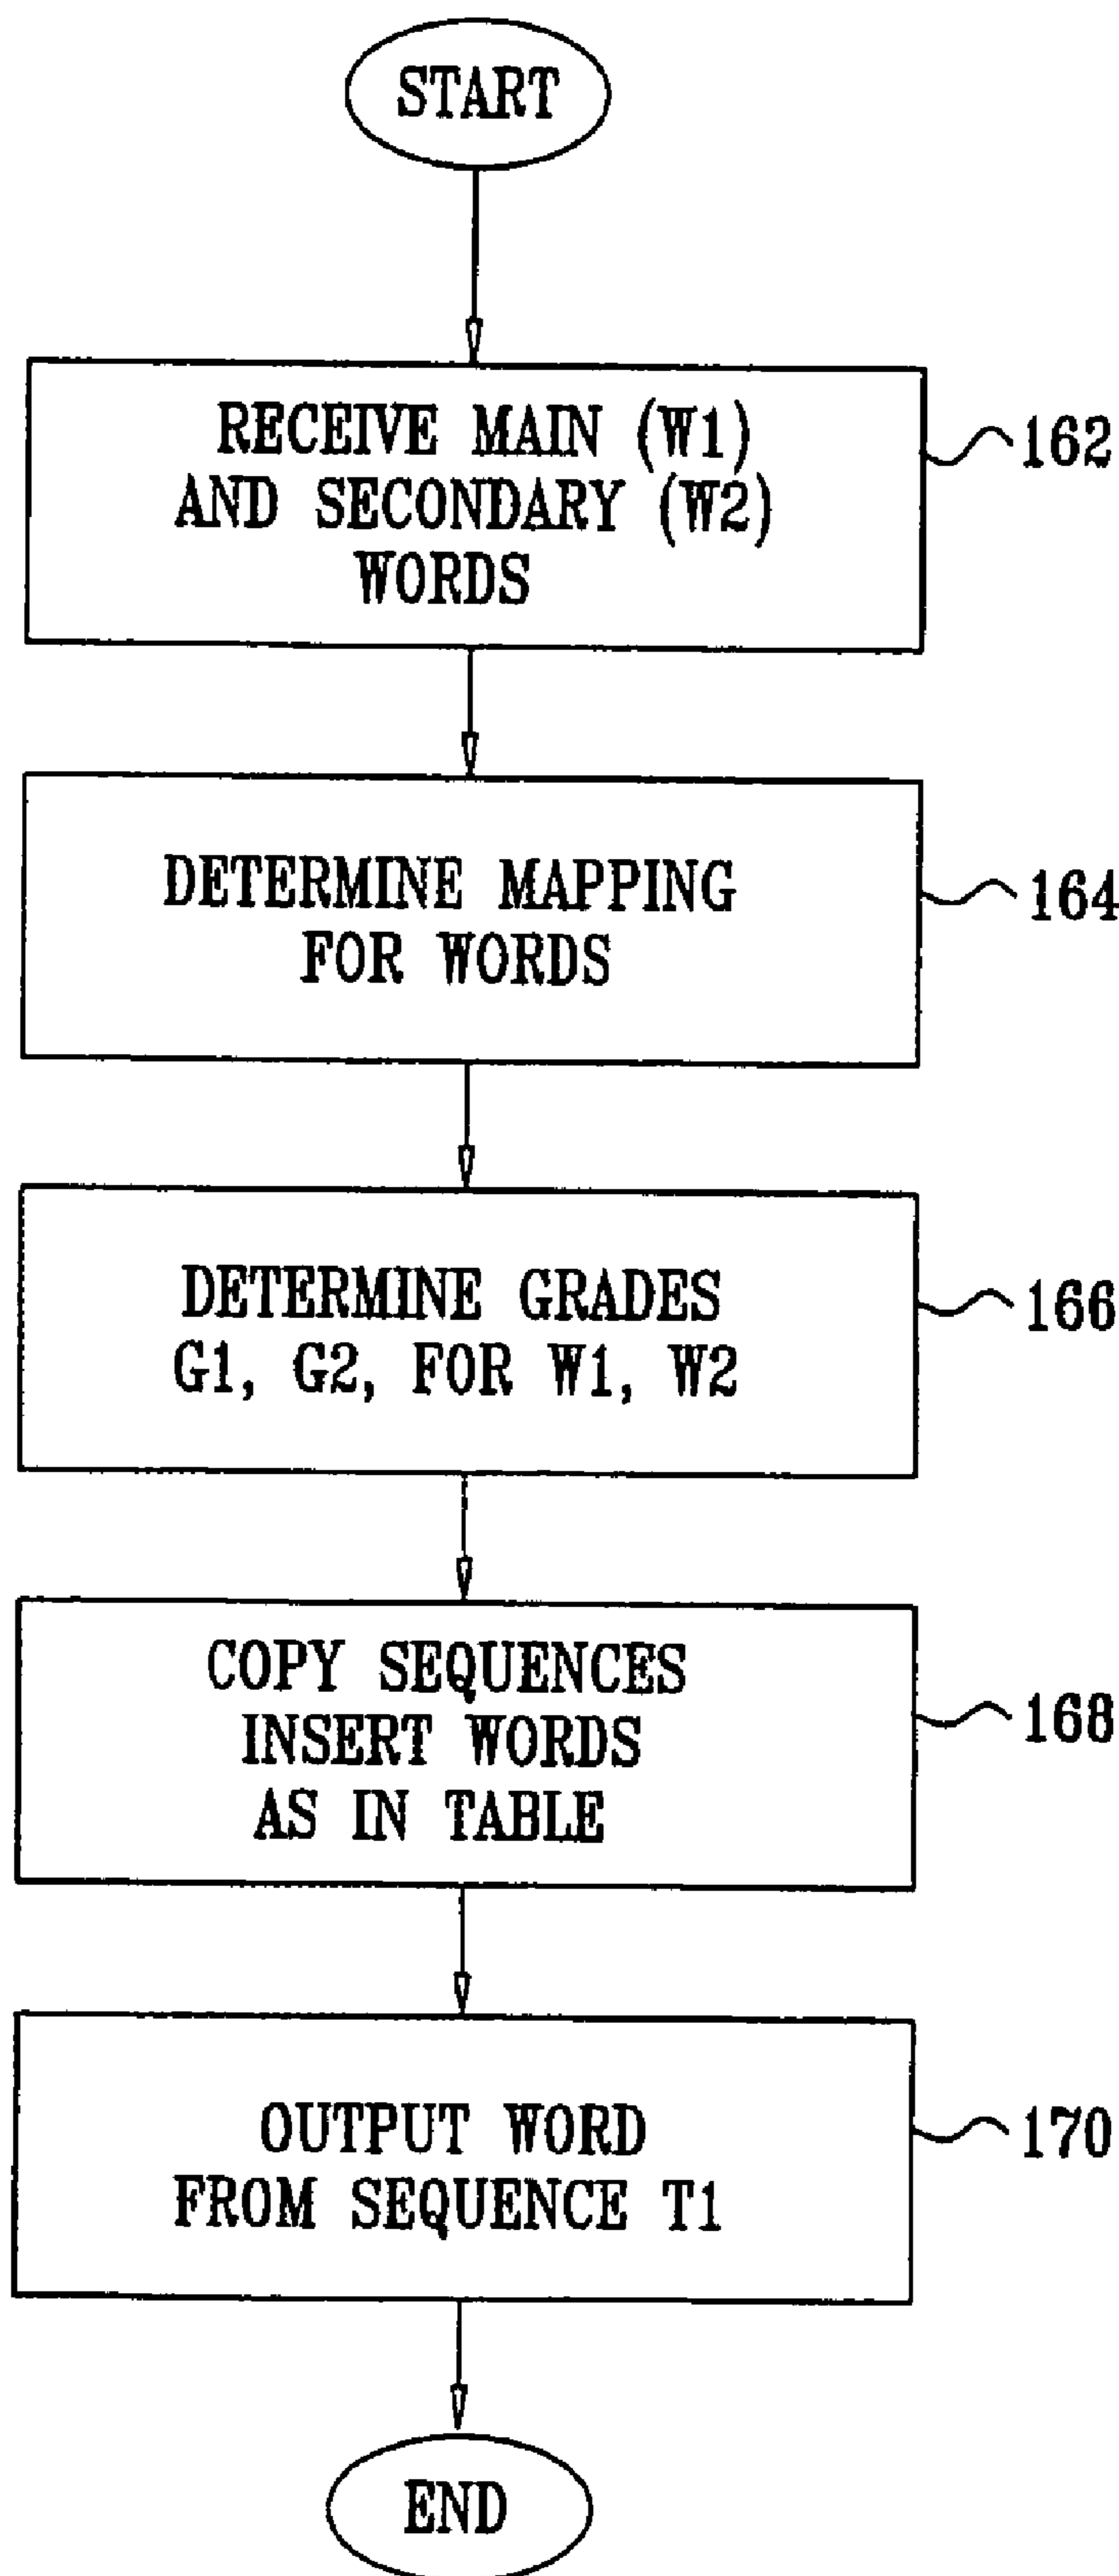 START
RECEIVE MAIN (W1)
AND SECONDARY (W2)
WORDS
162
DETERMINE MAPPING
FOR WORDS
164
DETERMINE GRADES
G1, G2, FOR W1, W2
166
COPY SEQUENCES
INSERT WORDS
AS IN TABLE
168
OUTPUT WORD
FROM SEQUENCE T1
170
END